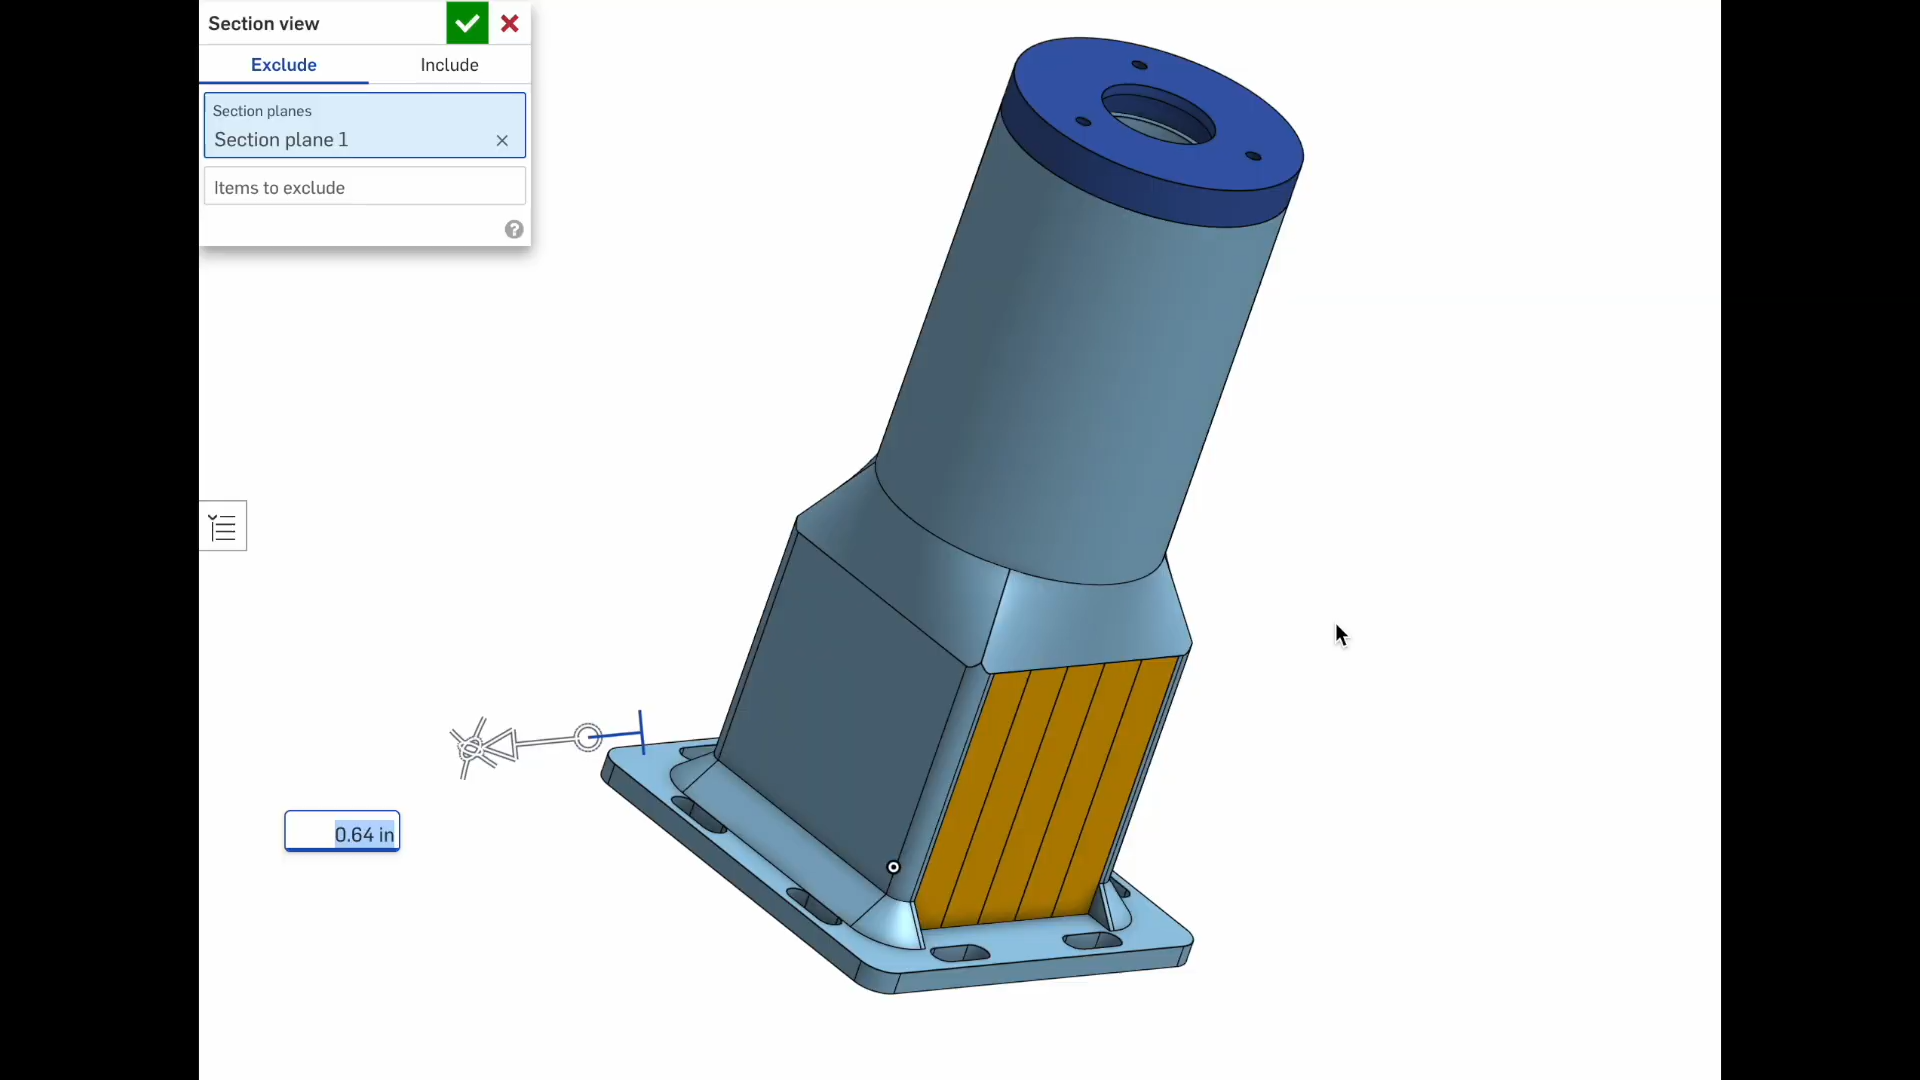 Section view
Exclude Include
Section planes
Section plane 1
Items to exclude
0.64 in